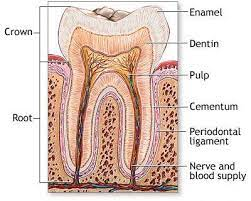 Enamel
Crown
Dentin
Pulp
Cementum
Root
Periodontal
ligament
Nerve and
blood supply